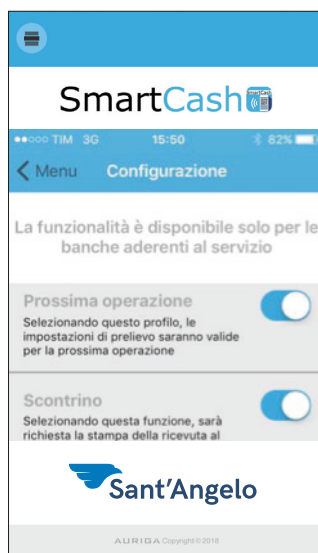 SmartCash
TIM 3G 15:50 82%
Menu Configurazione
La funzionalità è disponibile solo per le
banche aderenti al servizio
Prossima operazione
Selezionando questo profilo, le
impostazioni di prelievo saranno valide
per la prossima operazione
Scontrino
Selezionando questa funzione, sarà
richiesta la stampa della ricevuta al
Sant'Angelo
AURIGA Copyright © 2018